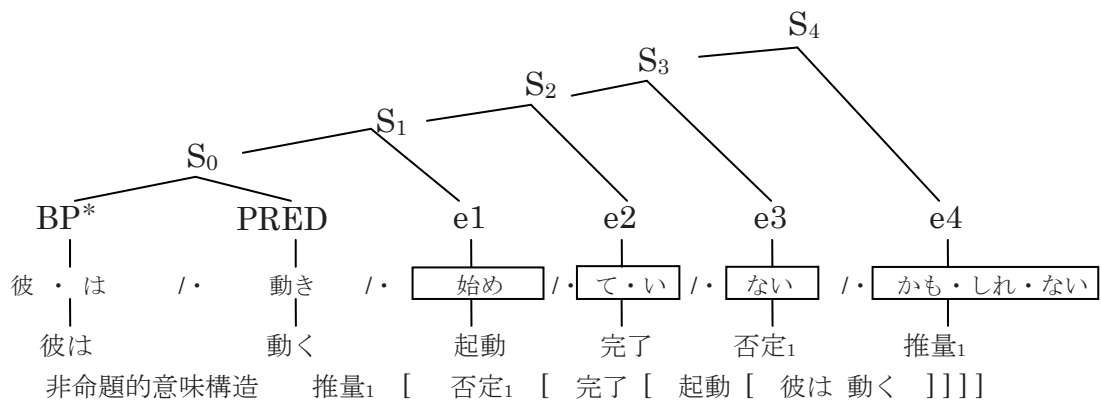 S₄
S₃
S₂
S₁
S₀
BP* PRED e1 e2 e3 e4
彼 ・ は /・ 動き /・ 始め /・ て・い /・ ない /・ かも・しれ・ない
彼は 動く 起動 完了 否定₁ 推量₁
非命題的意味構造 推量₁ [ 否定₁ [ 完了 [ 起動 [ 彼は 動く ]]]]